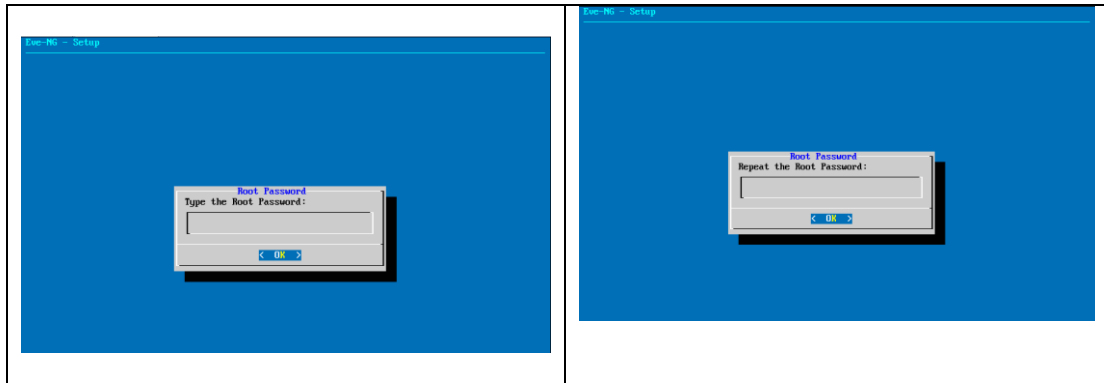 Eve-NG - Setup
Root Password
Type the Root Password:
< OK >
Eve-NG - Setup
Root Password
Repeat the Root Password:
< OK >